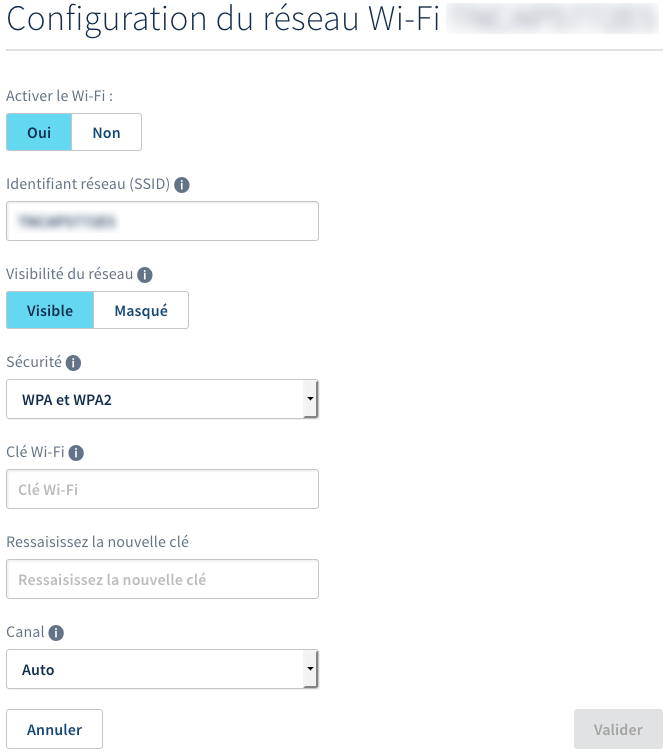 Configuration du réseau Wi-Fi
Activer le Wi-Fi :
Oui Non
Identifiant réseau (SSID) i
Visibilité du réseau i
Visible Masqué
Sécurité i
WPA et WPA2
Clé Wi-Fi i
Clé Wi-Fi
Ressaisissez la nouvelle clé
Ressaisissez la nouvelle clé
Canal i
Auto
Annuler Valider